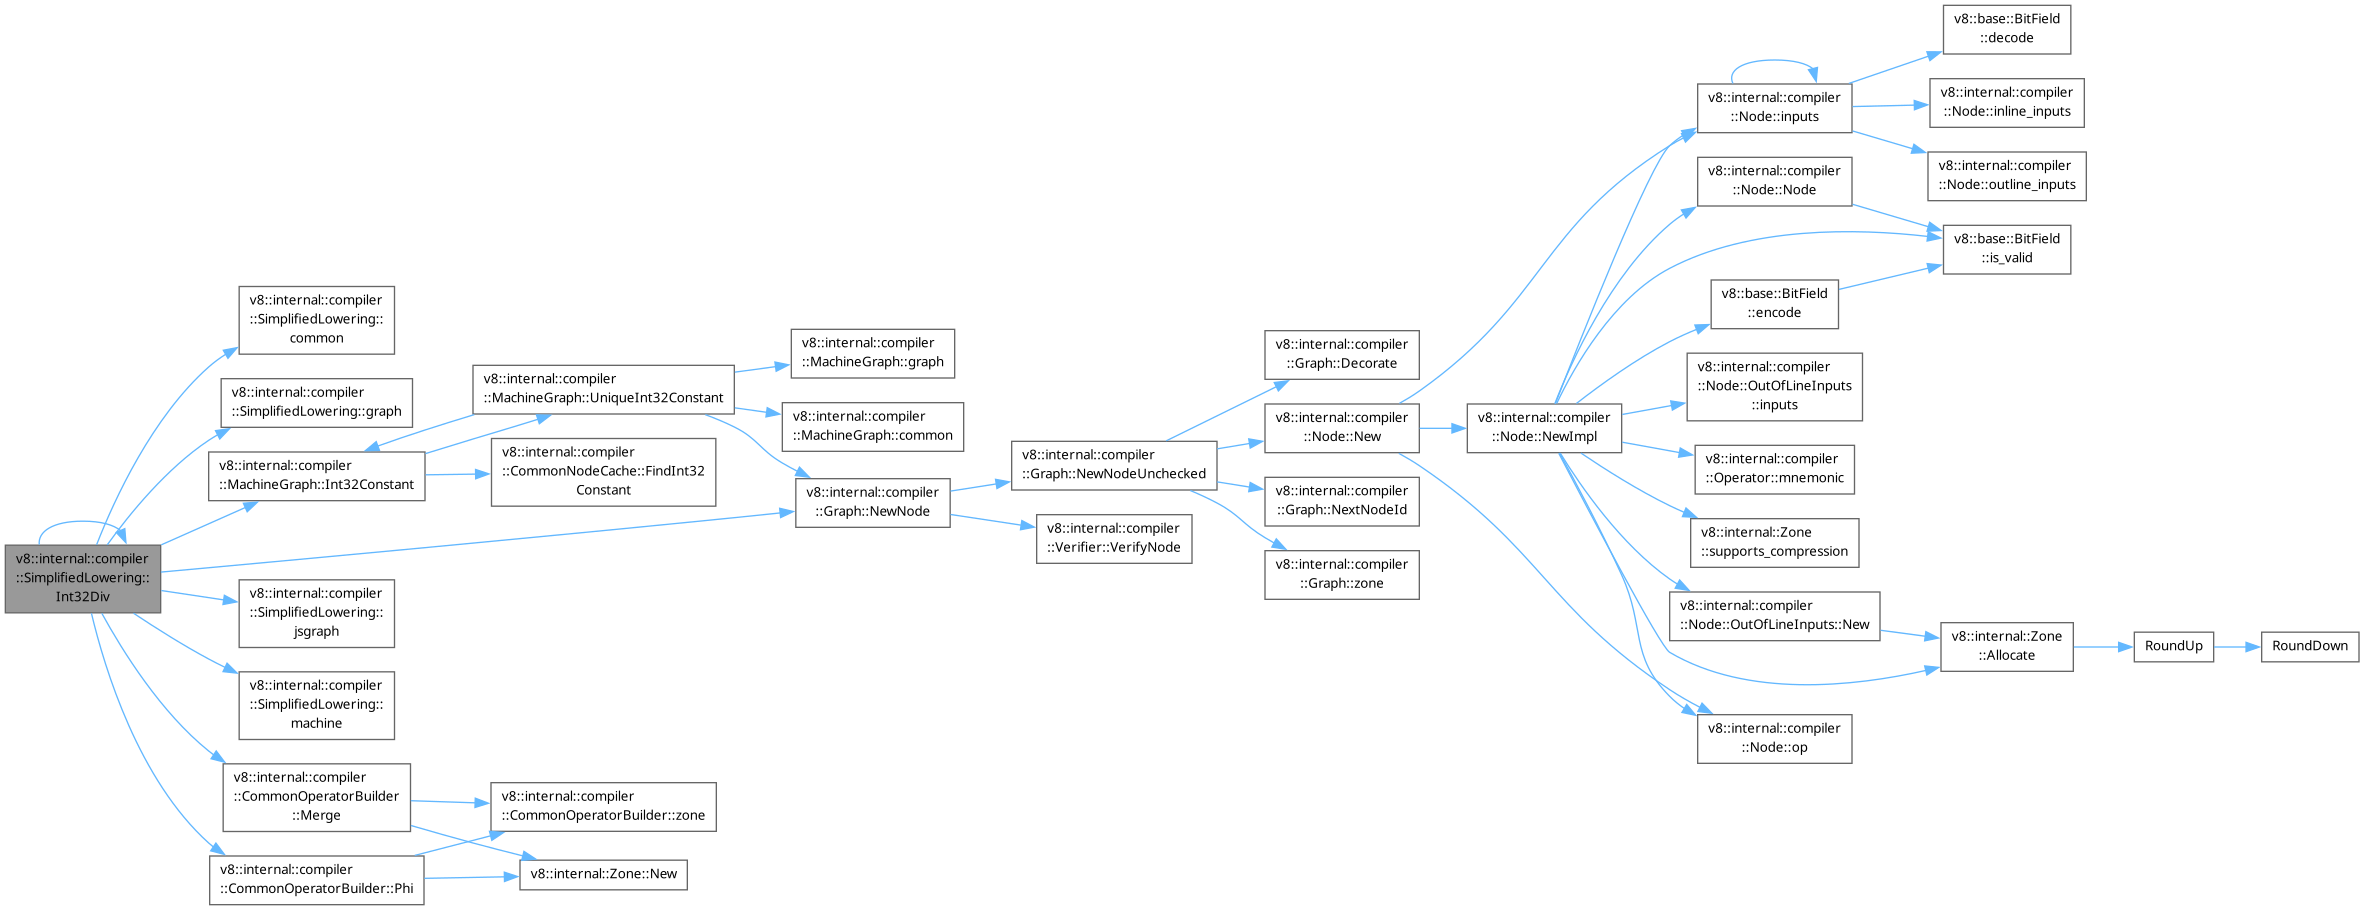 v8::internal::compiler
::SimplifiedLowering::
Int32Div
v8::internal::compiler
::SimplifiedLowering::
common
v8::internal::compiler
::SimplifiedLowering::graph
v8::internal::compiler
::MachineGraph::Int32Constant
v8::internal::compiler
::SimplifiedLowering::
jsgraph
v8::internal::compiler
::SimplifiedLowering::
machine
v8::internal::compiler
::CommonOperatorBuilder
::Merge
v8::internal::compiler
::CommonOperatorBuilder::Phi
v8::internal::compiler
::MachineGraph::UniqueInt32Constant
v8::internal::compiler
::CommonNodeCache::FindInt32
Constant
v8::internal::compiler
::CommonOperatorBuilder::zone
v8::internal::Zone::New
v8::internal::compiler
::MachineGraph::graph
v8::internal::compiler
::MachineGraph::common
v8::internal::compiler
::Graph::NewNode
v8::internal::compiler
::Graph::NewNodeUnchecked
v8::internal::compiler
::Verifier::VerifyNode
v8::internal::compiler
::Graph::Decorate
v8::internal::compiler
::Node::New
v8::internal::compiler
::Graph::NextNodeId
v8::internal::compiler
::Graph::zone
v8::internal::compiler
::Node::NewImpl
v8::internal::compiler
::Node::inputs
v8::internal::compiler
::Node::Node
v8::base::BitField
::encode
v8::internal::compiler
::Node::OutOfLineInputs
::inputs
v8::internal::compiler
::Operator::mnemonic
v8::internal::Zone
::supports_compression
v8::internal::compiler
::Node::OutOfLineInputs::New
v8::internal::compiler
::Node::op
v8::base::BitField
::decode
v8::internal::compiler
::Node::inline_inputs
v8::internal::compiler
::Node::outline_inputs
v8::base::BitField
::is_valid
v8::internal::Zone
::Allocate
RoundUp
RoundDown